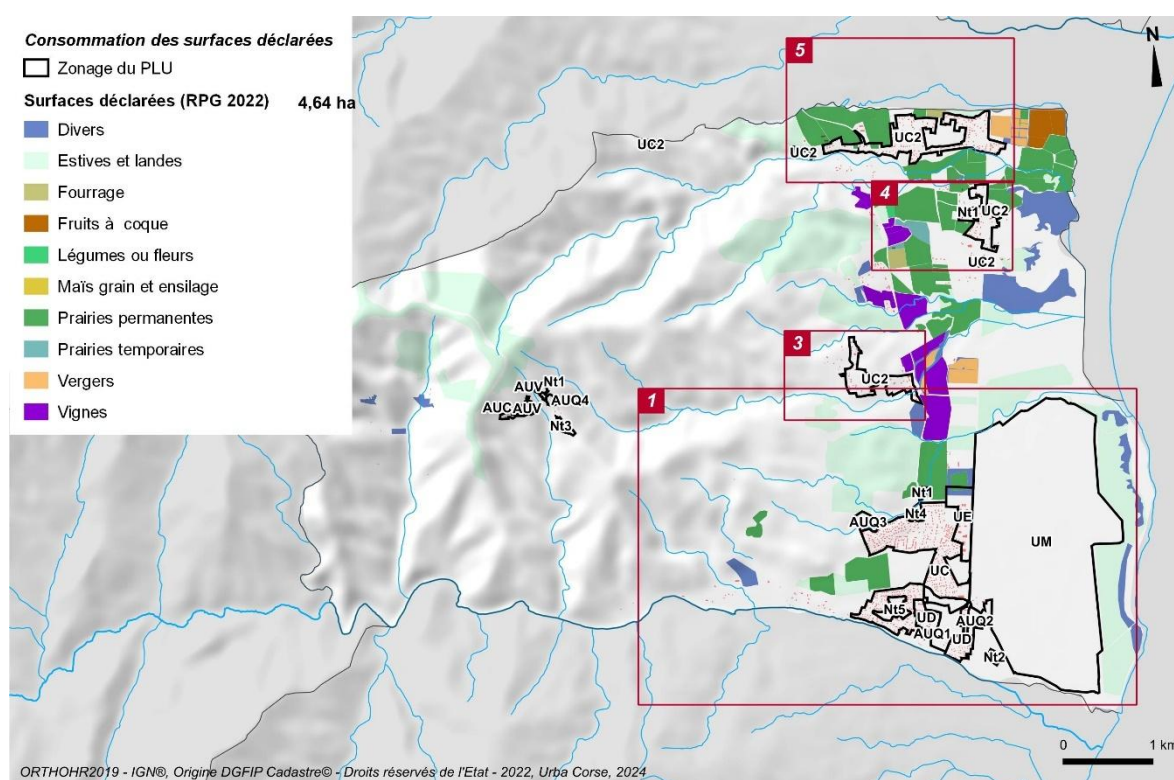 Consommation des surfaces déclarées
Zonage du PLU
Surfaces déclarées (RPG 2022) 4,64 ha
Divers
Estives et landes
Fourrage
Fruits à coque
Légumes ou fleurs
Maïs grain et ensilage
Prairies permanentes
Prairies temporaires
Vergers
Vignes
N
5
UC2
UC2
UC2
4
Nt1
UC2
UC2
3
UC2
1
AUV
Nt1
AUC
AUV
AUQ4
Nt3
Nt1
Nt4
AUQ3
UE
UM
UC
Nt5
UD
AUQ2
AUQ1
UD
Nt2
0 1 km
ORTHOHR2019 - IGN®, Origine DGFIP Cadastre© - Droits réservés de l'Etat - 2022, Urba Corse, 2024